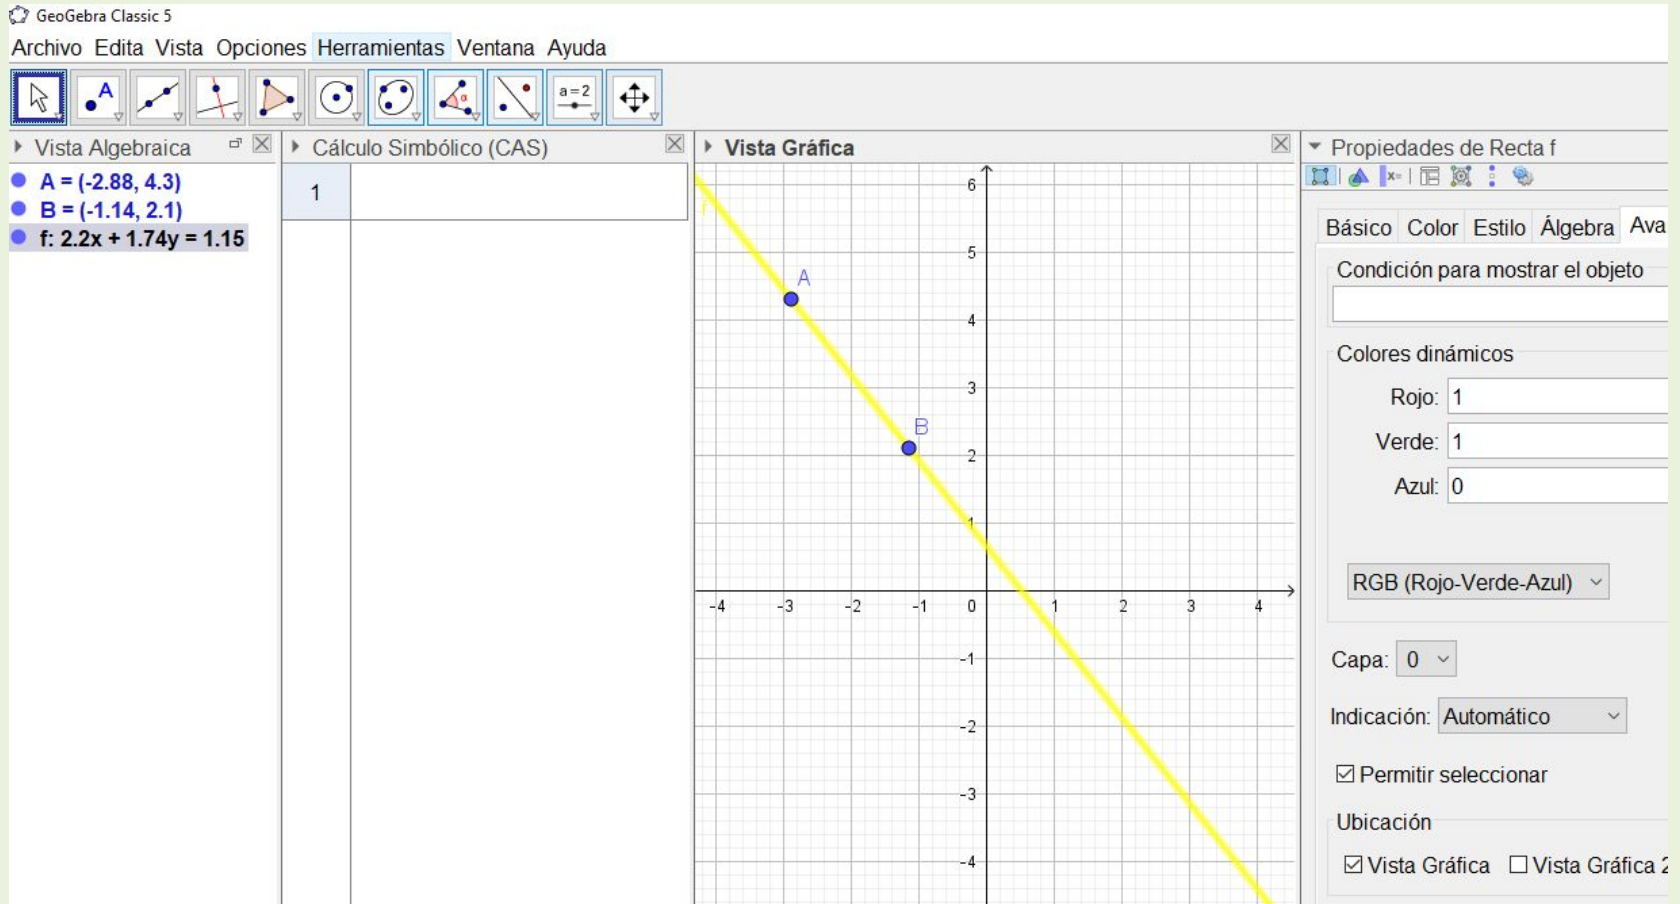 GeoGebra Classic 5
Archivo Edita Vista Opciones Herramientas Ventana Ayuda
A
α
a=2
Vista Algebraica
A = (-2.88, 4.3)
B = (-1.14, 2.1)
f: 2.2x + 1.74y = 1.15
Cálculo Simbólico (CAS)
1
Vista Gráfica
6
5
4
3
2
1
-4 -3 -2 -1 0 1 2 3 4
-1
-2
-3
-4
f
A
B
Propiedades de Recta f
x=
Básico Color Estilo Álgebra Ava
Condición para mostrar el objeto
Colores dinámicos
Rojo: 1
Verde: 1
Azul: 0
RGB (Rojo-Verde-Azul)
Capa: 0
Indicación: Automático
Permitir seleccionar
Ubicación
Vista Gráfica Vista Gráfica 2